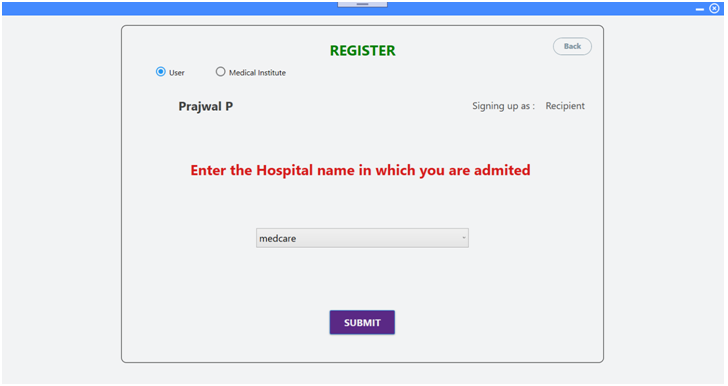 REGISTER
Back
User
Medical Institute
Prajwal P
Signing up as : Recipient
Enter the Hospital name in which you are admited
medcare
SUBMIT